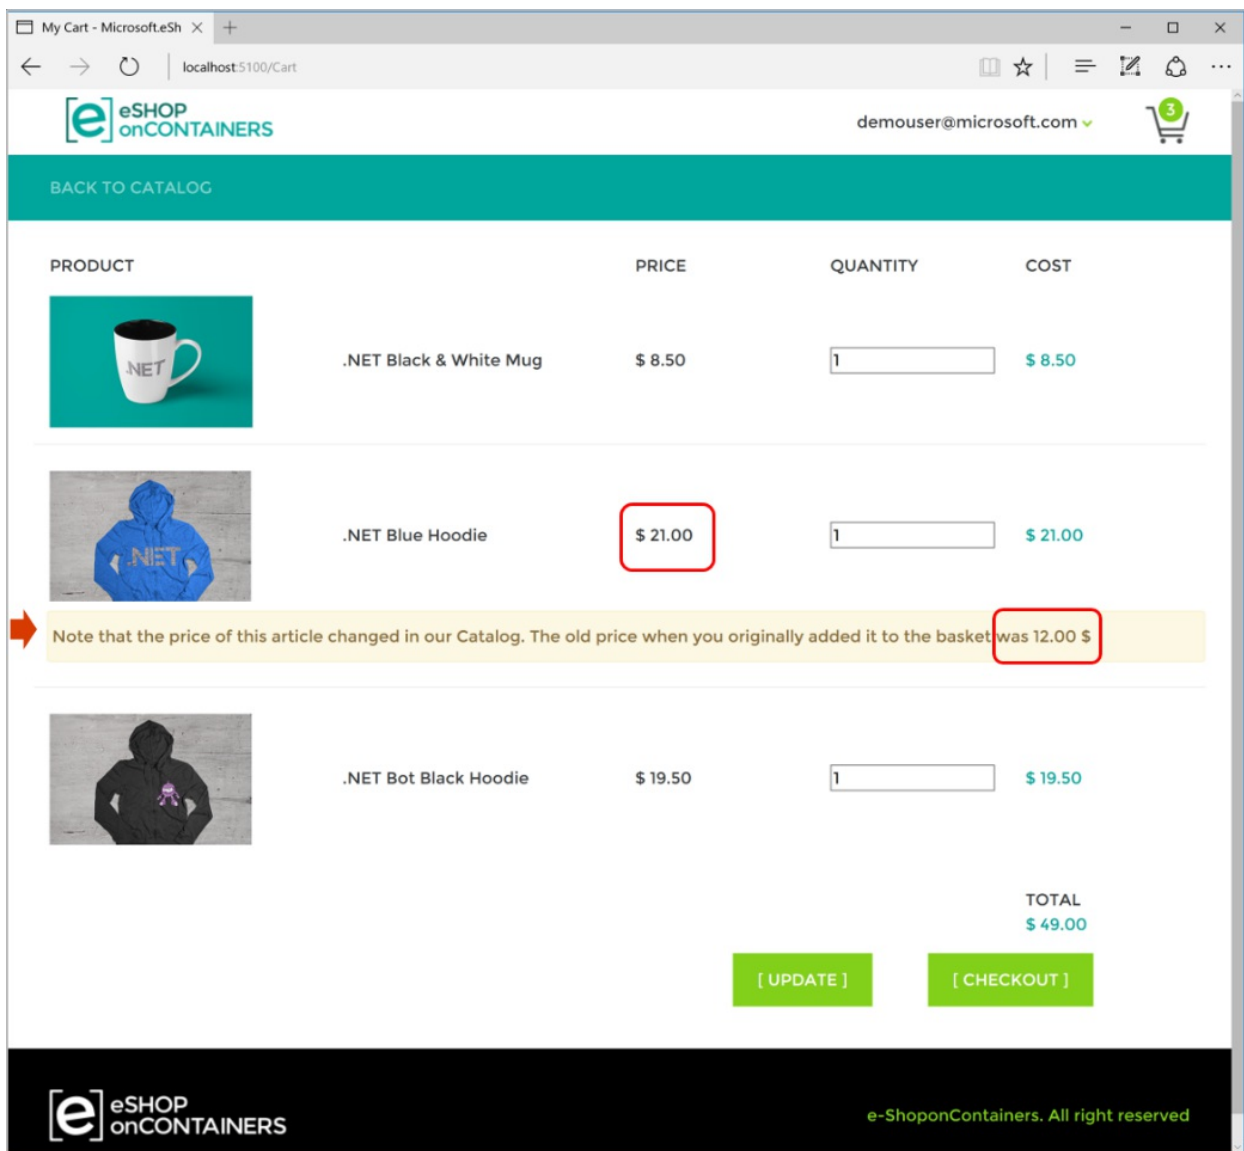 My Cart - Microsoft.eSh
localhost:5100/Cart
eSHOP
onCONTAINERS
demouser@microsoft.com
3
BACK TO CATALOG
PRODUCT PRICE QUANTITY COST
.NET
.NET Black & White Mug $ 8.50 1 $ 8.50
.NET
.NET Blue Hoodie $ 21.00 1 $ 21.00
Note that the price of this article changed in our Catalog. The old price when you originally added it to the basket was 12.00 $
.NET Bot Black Hoodie $ 19.50 1 $ 19.50
TOTAL
$ 49.00
[ UPDATE ] [ CHECKOUT ]
eSHOP
onCONTAINERS
e-ShoponContainers. All right reserved